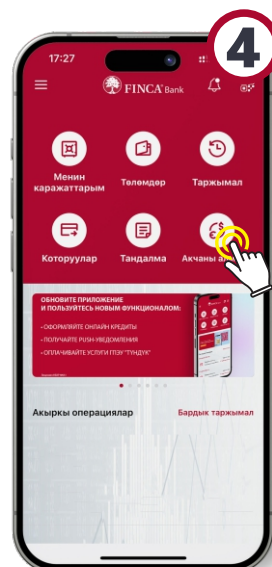 4
17:27
FINCA Bank
Менин
каражаттарым
Төлөмдөр
Таржымал
Которуулар
Тандалма
Акчаны
ОБНОВИТЕ ПРИЛОЖЕНИЕ
И ПОЛЬЗУЙТЕСЬ НОВЫМ ФУНКЦИОНАЛОМ:
- ОФОРМЛЯЙТЕ ОНЛАЙН КРЕДИТЫ
- ПОЛУЧАЙТЕ PUSH-УВЕДОМЛЕНИЯ
- ОПЛАЧИВАЙТЕ УСЛУГИ ГПЭУ "ТУНДУК"
Акыркы операциялар
Бардык таржымал